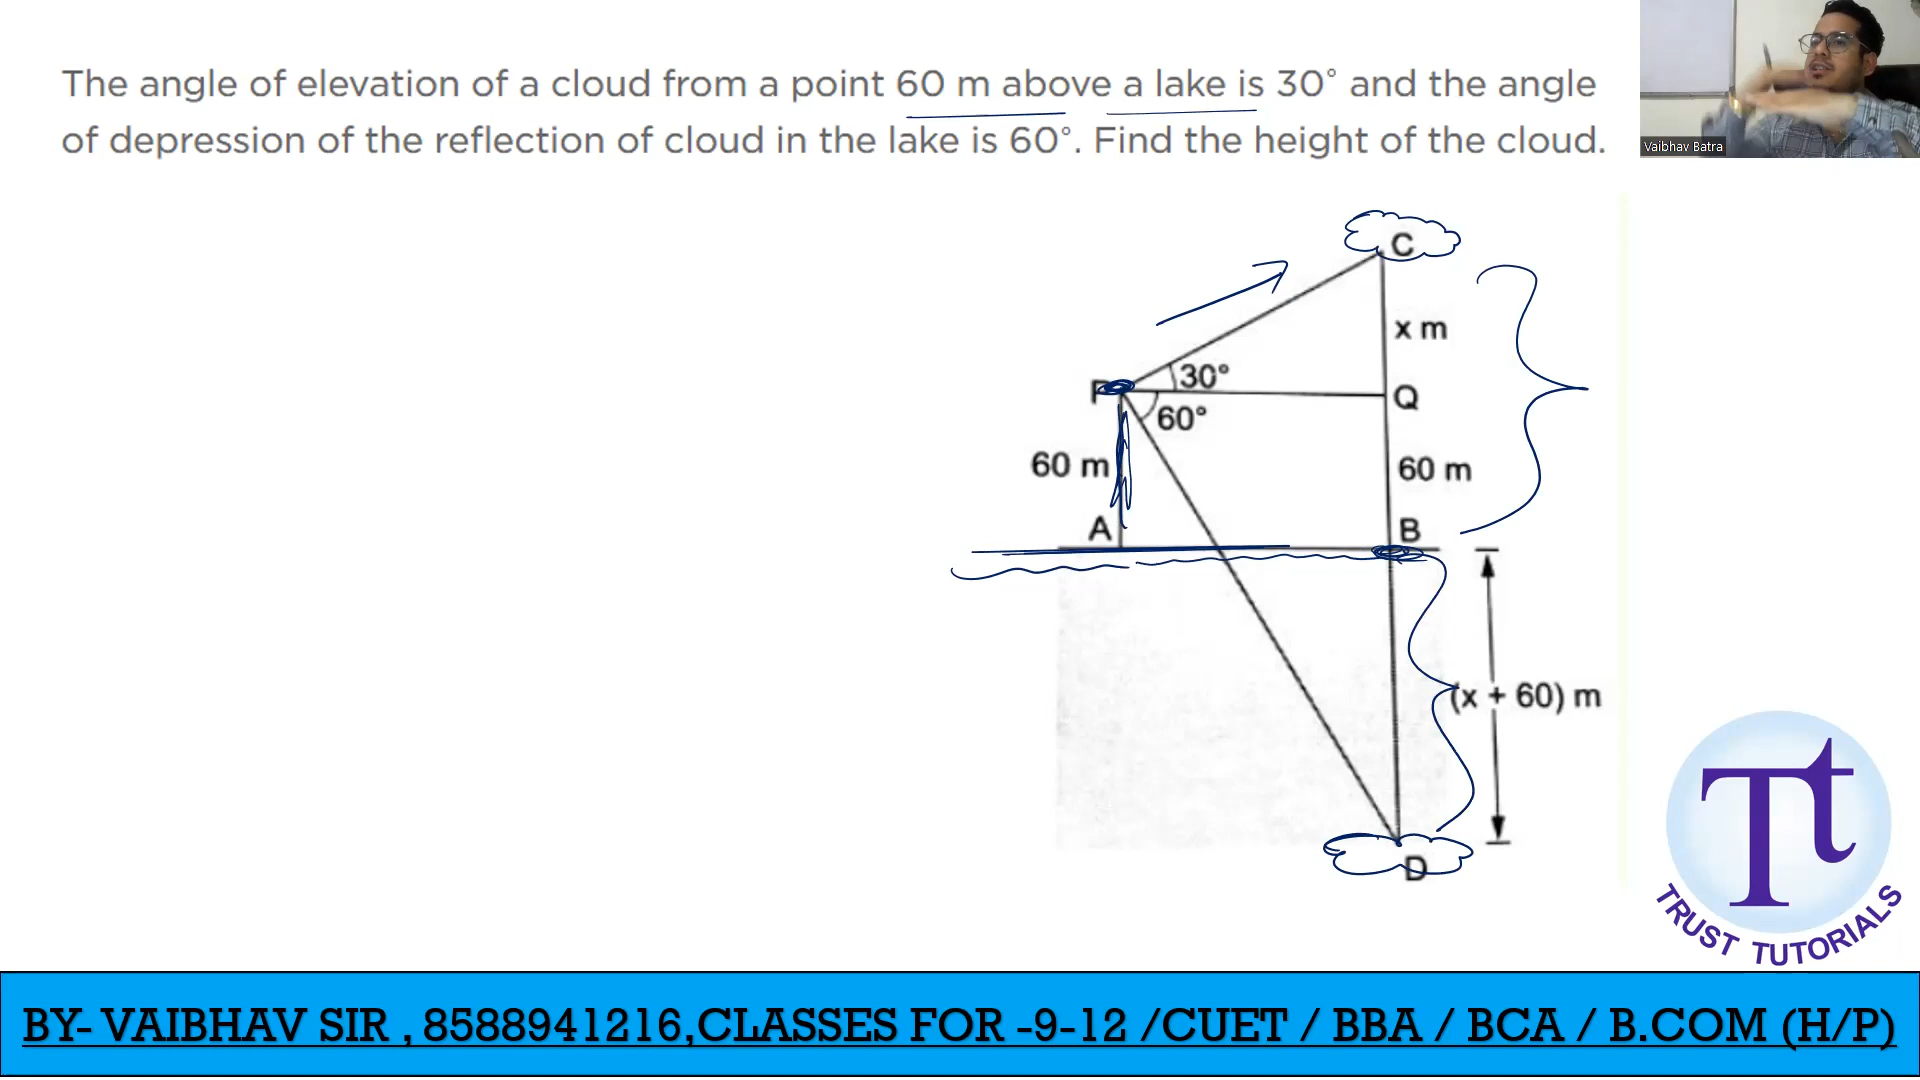 The angle of elevation of a cloud from a point 60 m above a lake is 30° and the angle
of depression of the reflection of cloud in the lake is 60°. Find the height of the cloud.
Vaibhav Batra
C
x m
30°
Q
60°
60 m
60 m
A
B
(x + 60) m
D
Tt
TRUST TUTORIALS
BY- VAIBHAV SIR , 8588941216,CLASSES FOR -9-12 /CUET / BBA / BCA / B.COM (H/P)